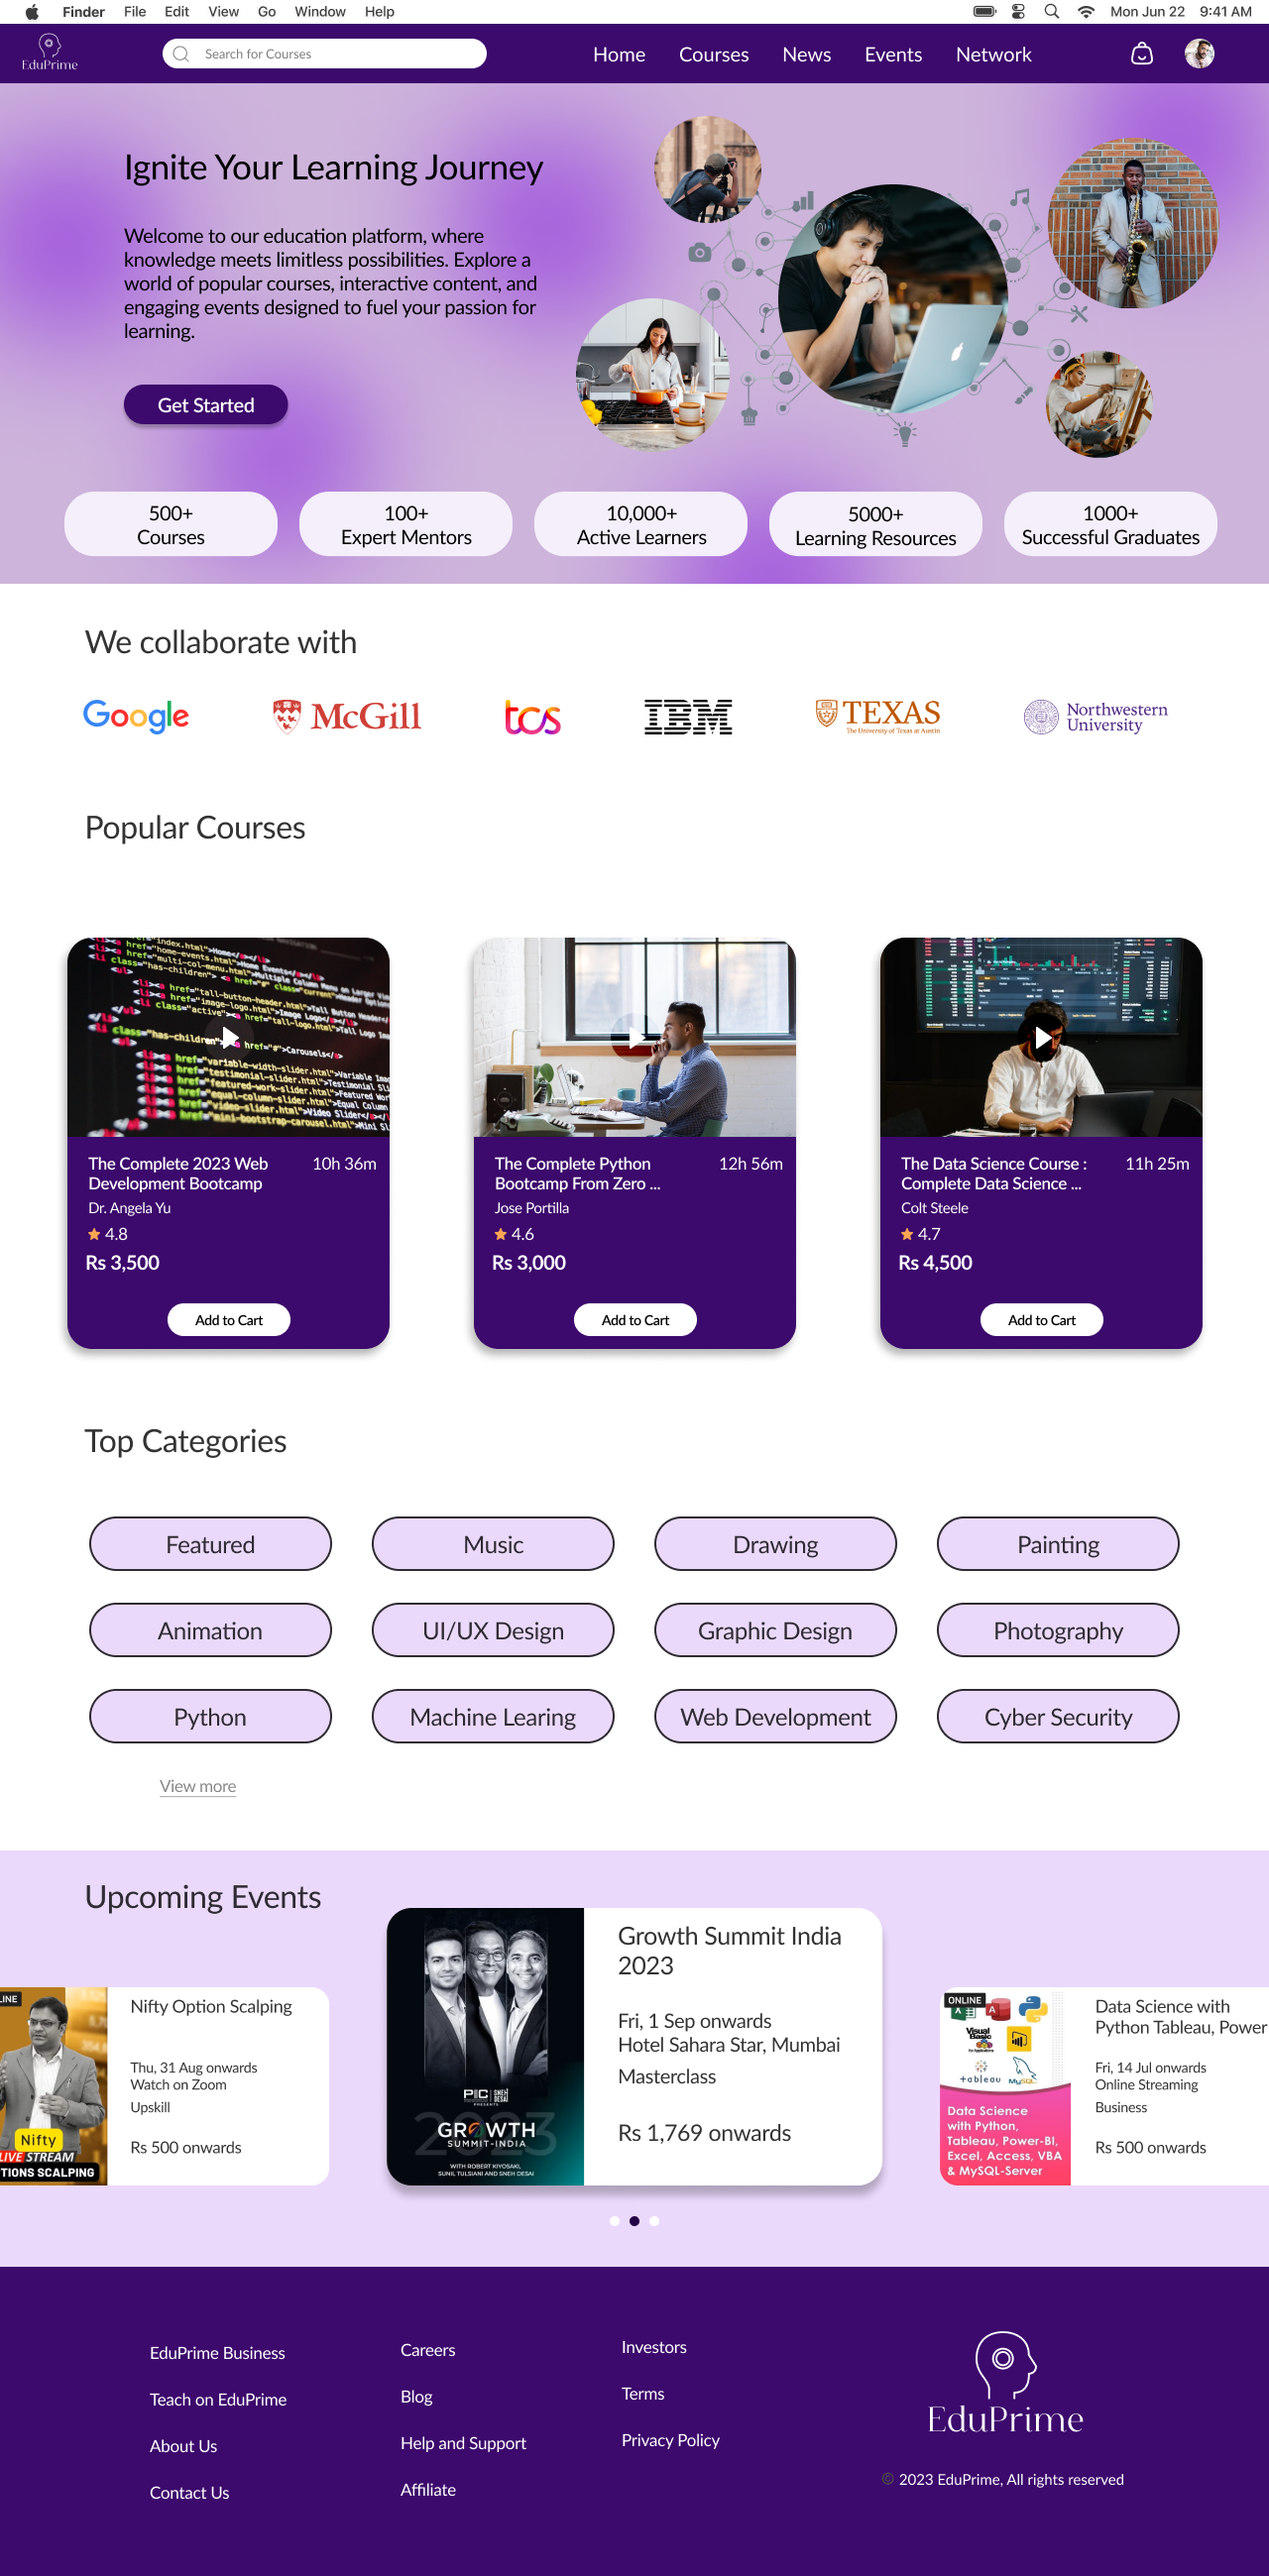 Finder File Edit View Go Window Help Mon Jun 22 9:41 AM
EduPrime
Search for Courses
Home Courses News Events Network
Ignite Your Learning Journey
Welcome to our education platform, where
knowledge meets limitless possibilities. Explore a
world of popular courses, interactive content, and
engaging events designed to fuel your passion for
learning.
Get Started
500+
Courses
100+
Expert Mentors
10,000+
Active Learners
5000+
Learning Resources
1000+
Successful Graduates
We collaborate with
Google
McGill
tcs
IBM
TEXAS
The University of Texas at Austin
Northwestern
University
Popular Courses
The Complete 2023 Web
Development Bootcamp
10h 36m
Dr. Angela Yu
4.8
Rs 3,500
Add to Cart
The Complete Python
Bootcamp From Zero ...
12h 56m
Jose Portilla
4.6
Rs 3,000
Add to Cart
The Data Science Course :
Complete Data Science ...
11h 25m
Colt Steele
4.7
Rs 4,500
Add to Cart
Top Categories
Featured
Music
Drawing
Painting
Animation
UI/UX Design
Graphic Design
Photography
Python
Machine Learing
Web Development
Cyber Security
View more
Upcoming Events
LINE
Nifty
LIVE STREAM
TIONS SCALPING
Nifty Option Scalping
Thu, 31 Aug onwards
Watch on Zoom
Upskill
Rs 500 onwards
PRESENTS
2023
GROWTH
SUMMIT-INDIA
WITH ROBERT KIYOSAKI,
SUNIL TULSIANI AND SNEH DESAI
Growth Summit India
2023
Fri, 1 Sep onwards
Hotel Sahara Star, Mumbai
Masterclass
Rs 1,769 onwards
ONLINE
Visual
Basic
+ableau
MySQL
Data Science
with Python,
Tableau, Power-BI,
Excel, Access, VBA
& MySQL-Server
Data Science with
Python Tableau, Power
Fri, 14 Jul onwards
Online Streaming
Business
Rs 500 onwards
EduPrime Business
Teach on EduPrime
About Us
Contact Us
Careers
Blog
Help and Support
Affiliate
Investors
Terms
Privacy Policy
EduPrime
© 2023 EduPrime, All rights reserved